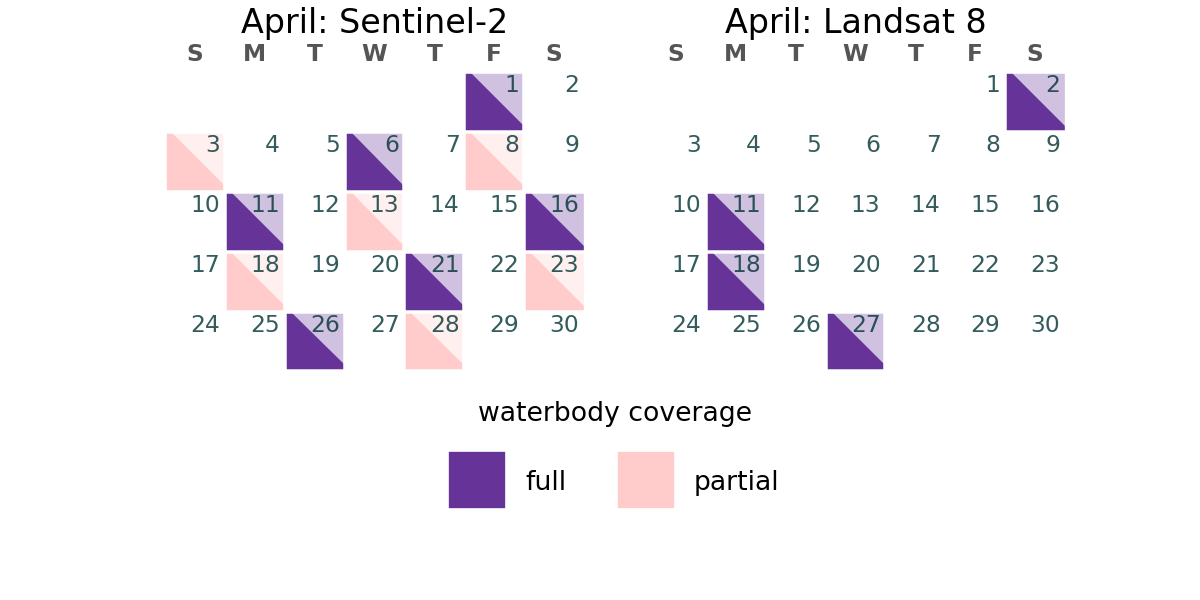 April: Sentinel-2
S M T W T F S
1 2
3 4 5 6 7 8 9
10 11 12 13 14 15 16
17 18 19 20 21 22 23
24 25 26 27 28 29 30
April: Landsat 8
S M T W T F S
1 2
3 4 5 6 7 8 9
10 11 12 13 14 15 16
17 18 19 20 21 22 23
24 25 26 27 28 29 30
waterbody coverage
full
partial